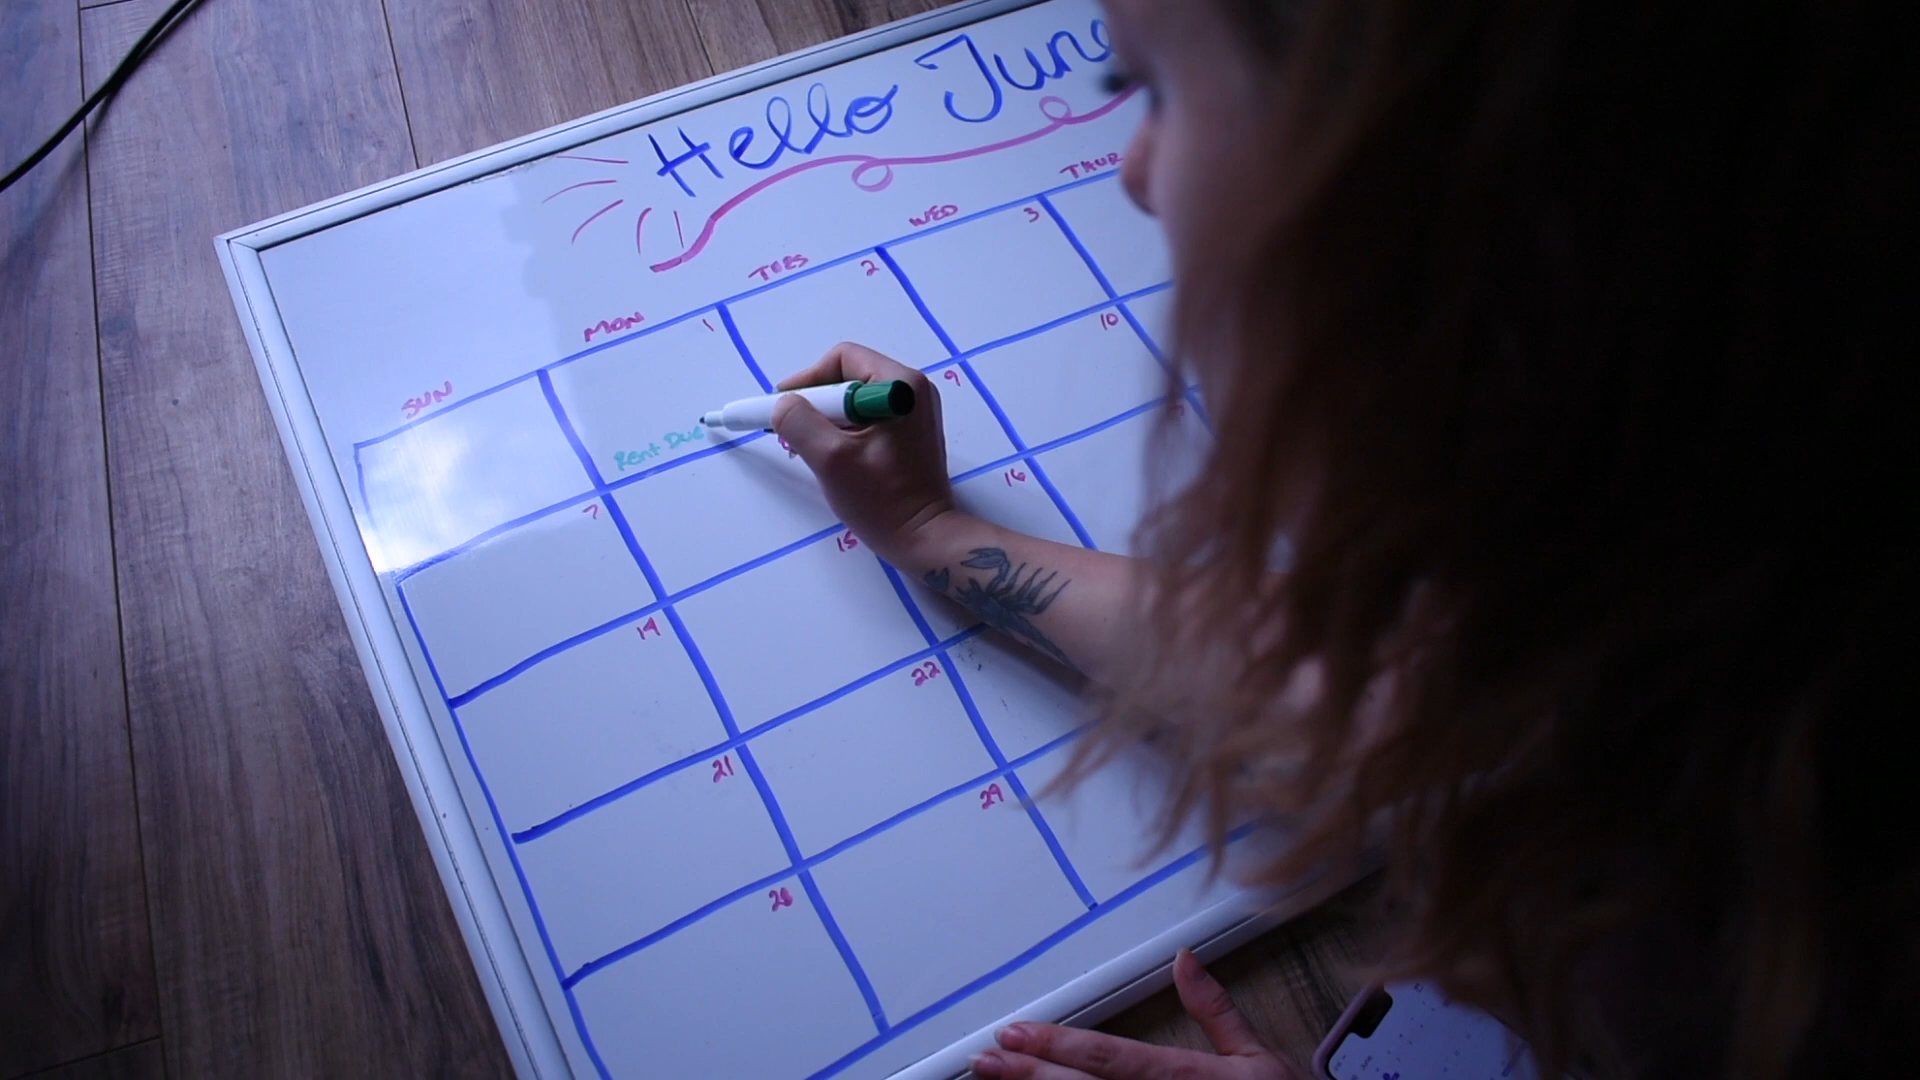 Hello June
SUN MON TUES WED THUR
1 2 3
7 9 10
14 15 16
21 22
28 29
Rent Due